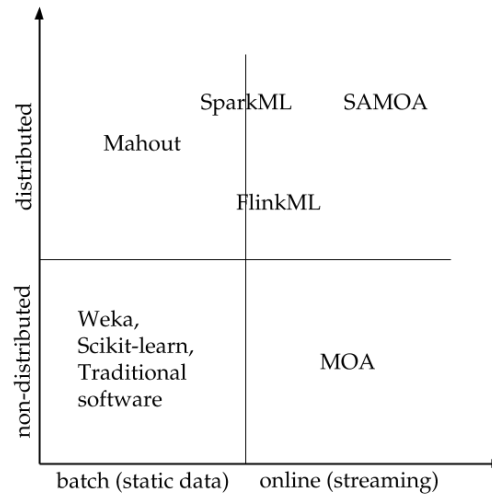 SparkML
SAMOA
Mahout
FlinkML
distributed
Weka,
Scikit-learn,
Traditional
software
MOA
non-distributed
batch (static data)
online (streaming)